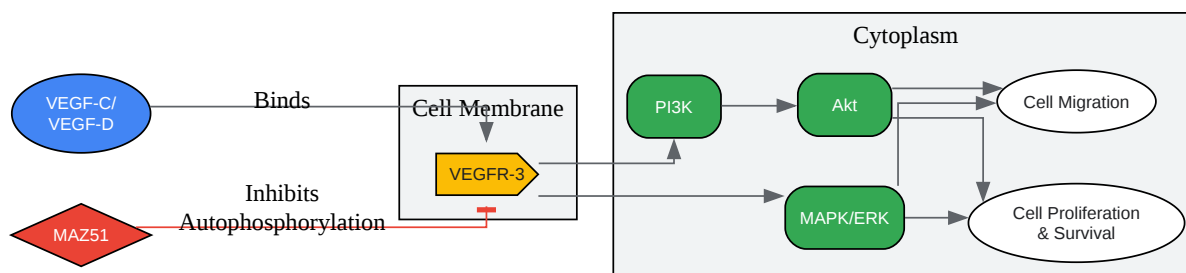 VEGF-C/
VEGF-D
Binds
Cell Membrane
VEGFR-3
Inhibits
Autophosphorylation
MAZ51
Cytoplasm
PI3K
Akt
Cell Migration
MAPK/ERK
Cell Proliferation
& Survival